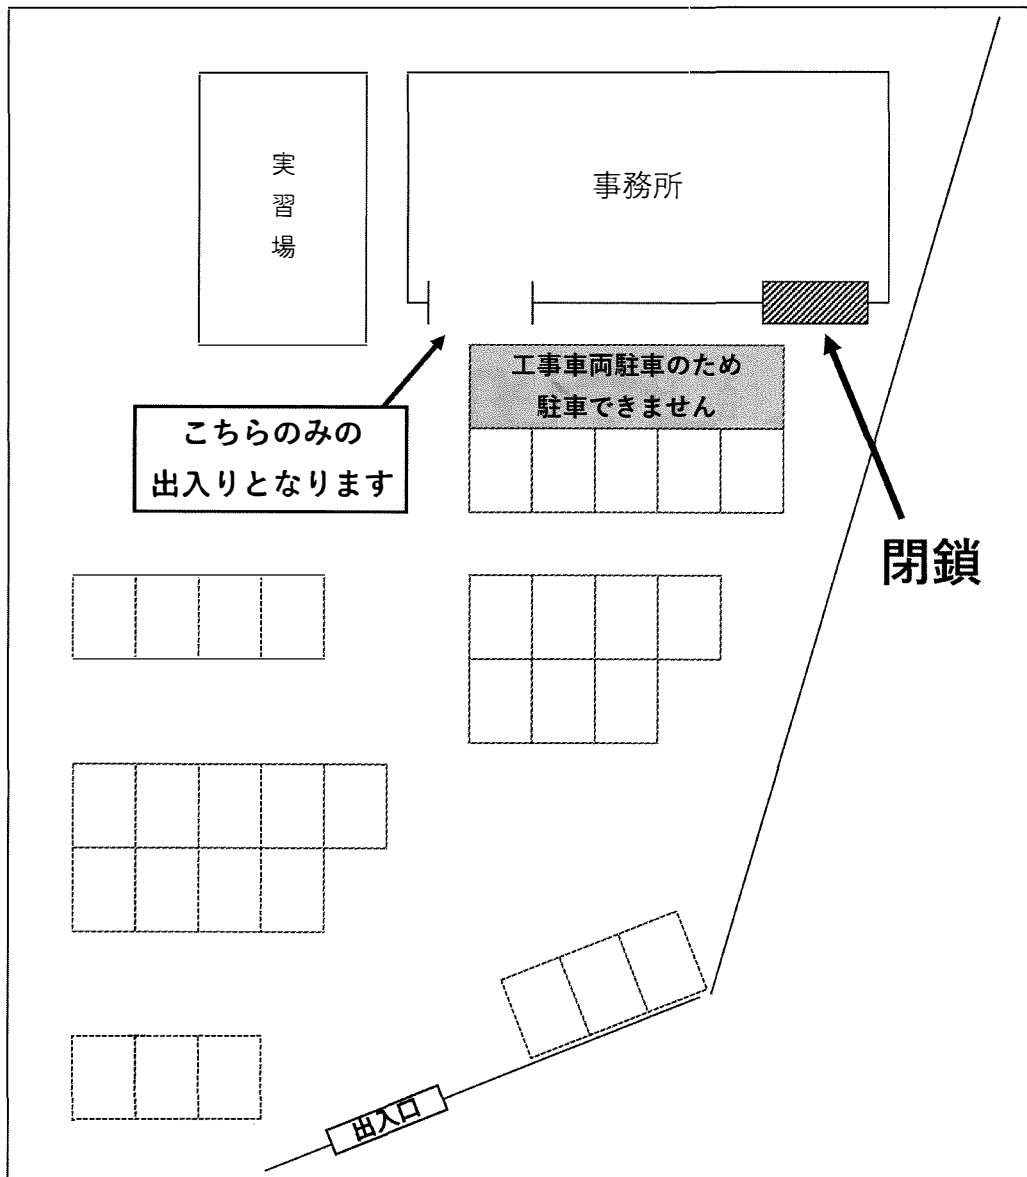 実習場
事務所
工事車両駐車のため
駐車できません
こちらのみの
出入りとなります
閉鎖
出入口